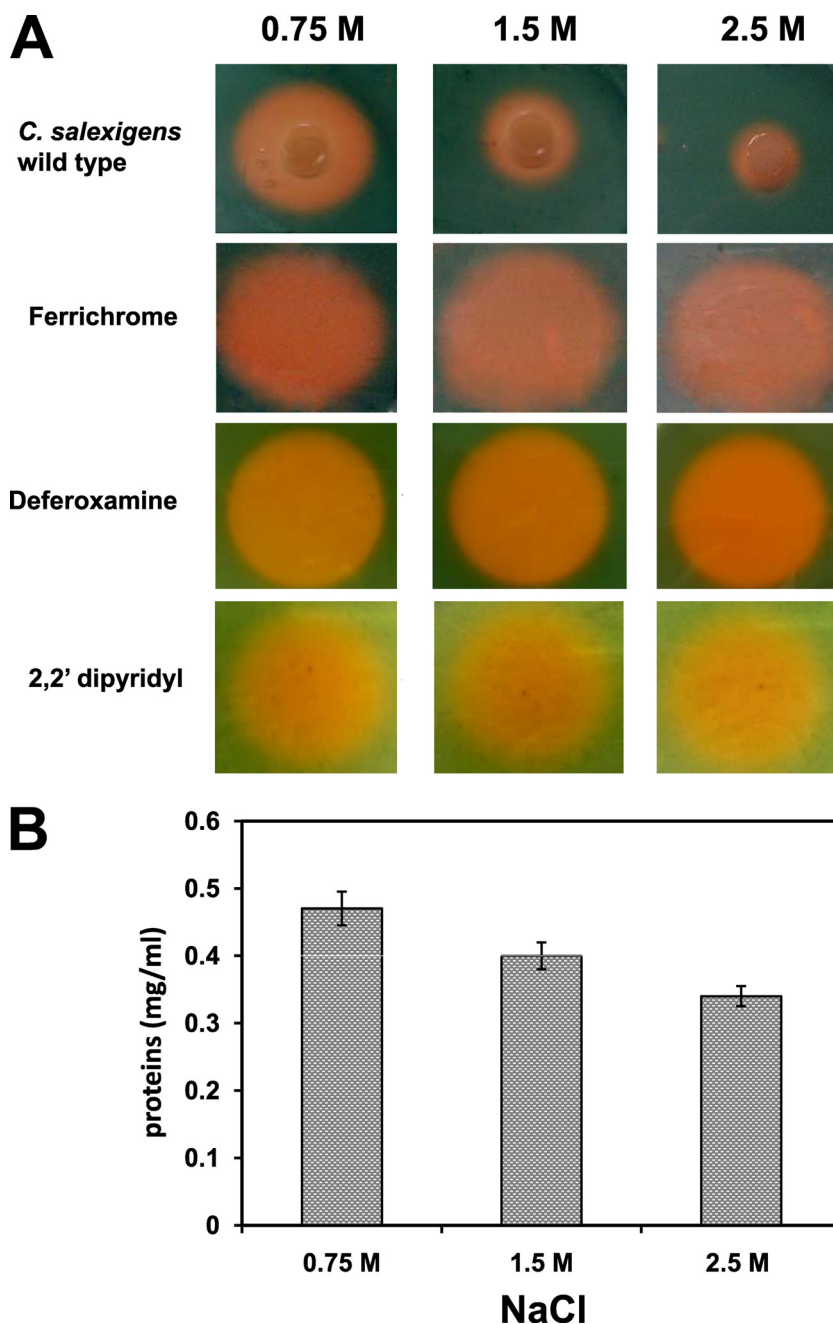 A
0.75 M 1.5 M 2.5 M
C. salexigens
wild type
Ferrichrome
Deferoxamine
2,2' dipyridyl
B
proteins (mg/ml)
0.6
0.5
0.4
0.3
0.2
0.1
0
0.75 M 1.5 M 2.5 M
NaCl